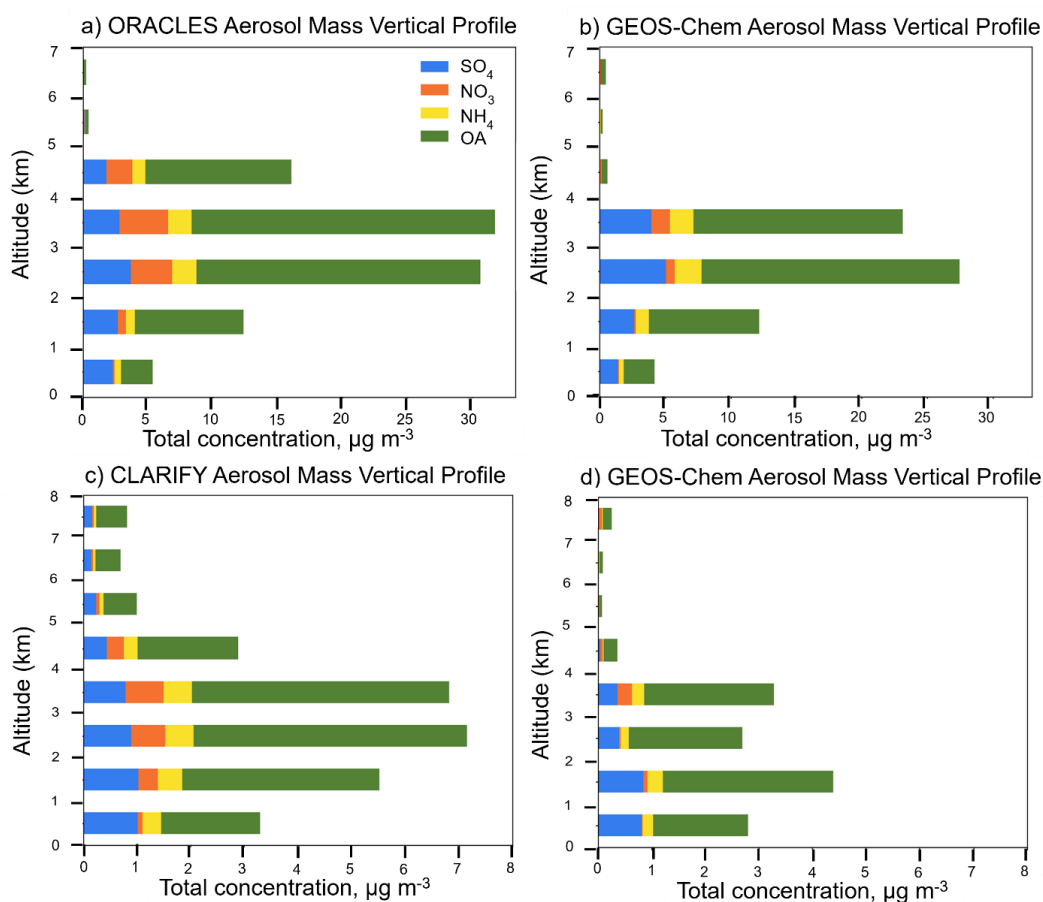 a) ORACLES Aerosol Mass Vertical Profile
7
6
5
4
3
2
1
0
Altitude (km)
SO4
NO3
NH4
OA
0 5 10 15 20 25 30
Total concentration, µg m-3
b) GEOS-Chem Aerosol Mass Vertical Profile
7
6
5
4
3
2
1
0
Altitude (km)
0 5 10 15 20 25 30
Total concentration, µg m-3
c) CLARIFY Aerosol Mass Vertical Profile
8
7
6
5
4
3
2
1
0
Altitude (km)
0 1 2 3 4 5 6 7 8
Total concentration, µg m-3
d) GEOS-Chem Aerosol Mass Vertical Profile
8
7
6
5
4
3
2
1
0
Altitude (km)
0 1 2 3 4 5 6 7 8
Total concentration, µg m-3